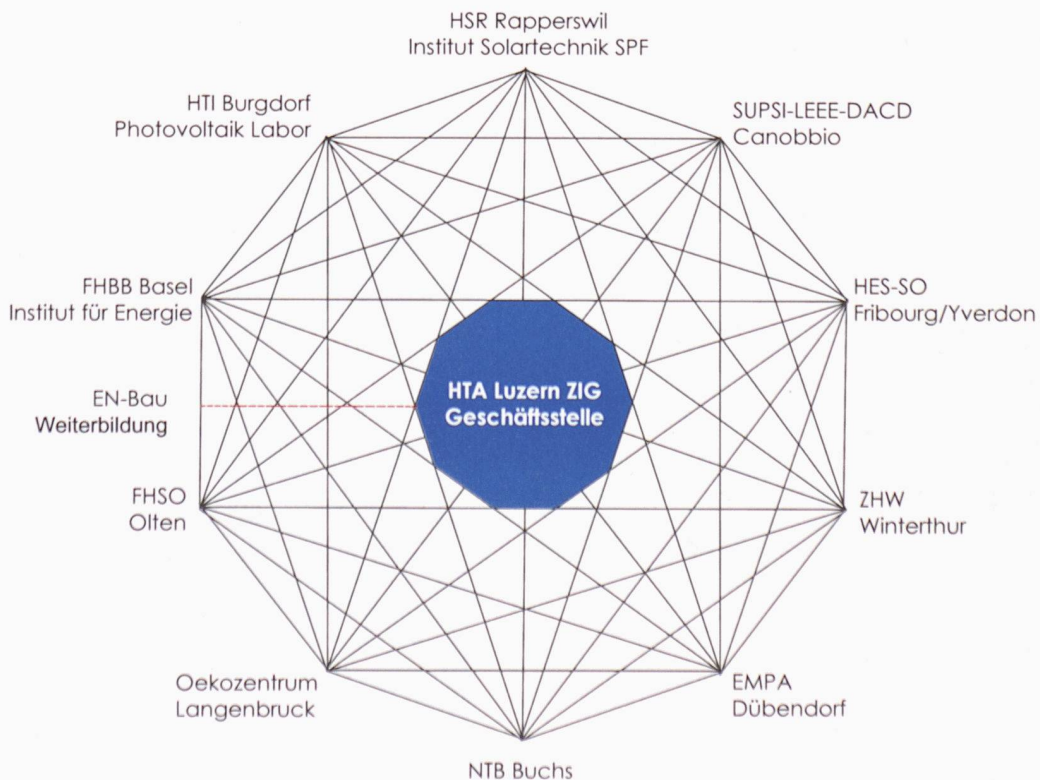 HSR Rapperswil
Institut Solartechnik SPF
HTI Burgdorf
Photovoltaik Labor
SUPSI-LEEE-DACD
Canobbio
FHBB Basel
Institut für Energie
HES-SO
Fribourg/Yverdon
HTA Luzern ZIG
Geschäftsstelle
EN-Bau
Weiterbildung
FHSO
Olten
ZHW
Winterthur
Oekozentrum
Langenbruck
EMPA
Dübendorf
NTB Buchs